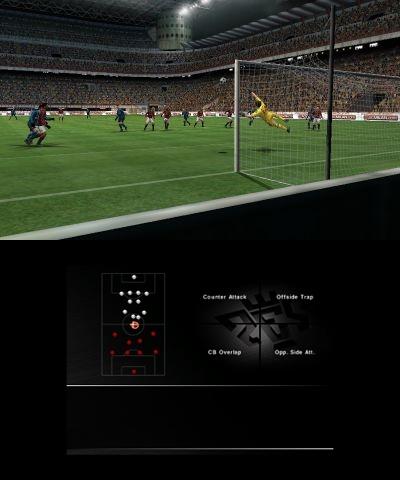 Counter Attack
Offside Trap
CB Overlap
Opp. Side Att.